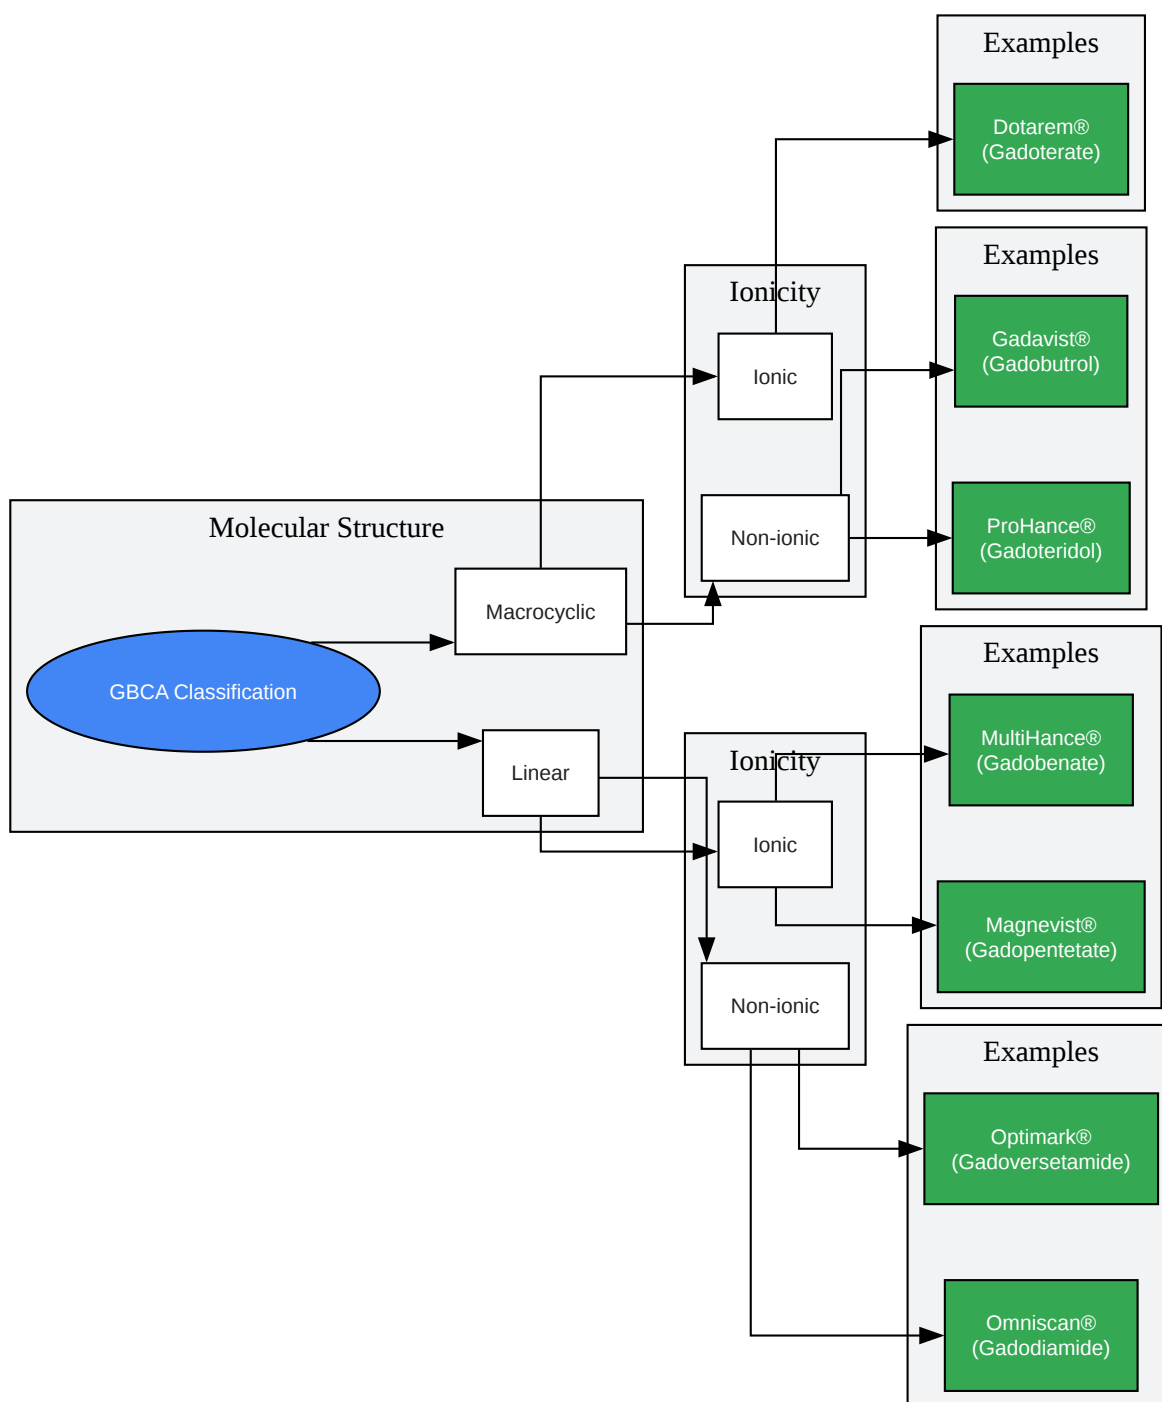 Examples
Dotarem®
(Gadoterate)
Examples
Gadavist®
(Gadobutrol)
ProHance®
(Gadoteridol)
Ionicity
Ionic
Non-ionic
Molecular Structure
Macrocyclic
GBCA Classification
Linear
Examples
MultiHance®
(Gadobenate)
Magnevist®
(Gadopentetate)
Ionicity
Ionic
Non-ionic
Examples
Optimark®
(Gadoversetamide)
Omniscan®
(Gadodiamide)